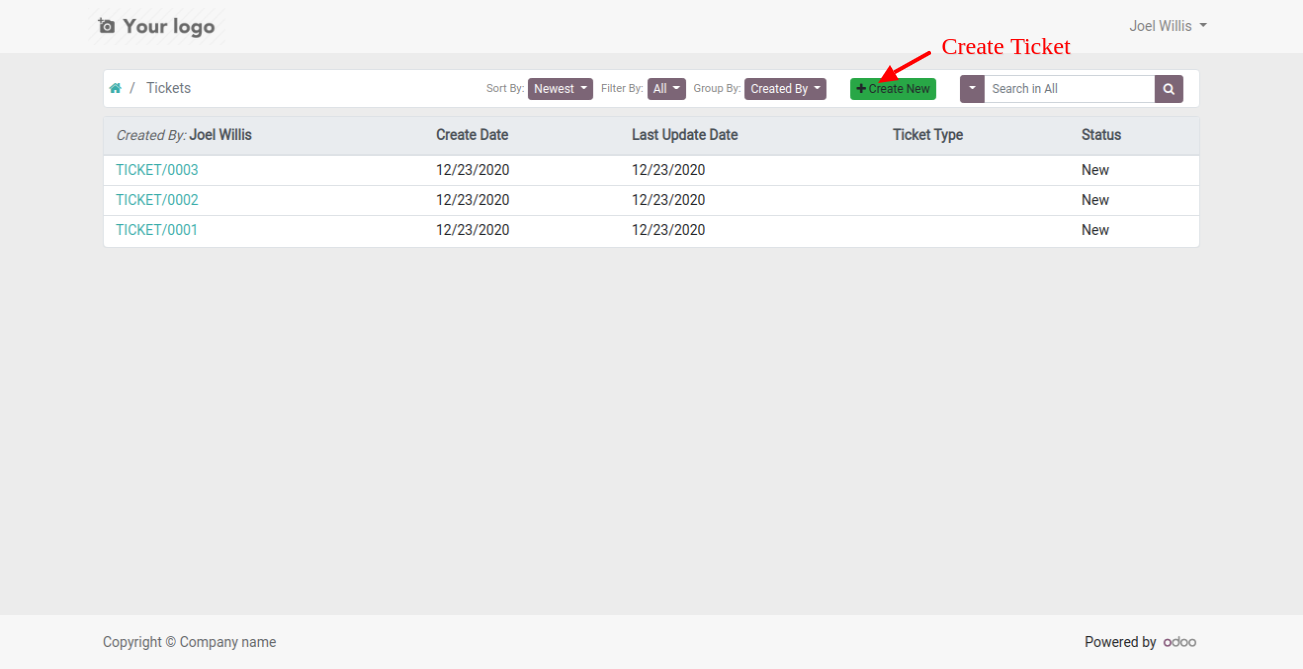 Your logo
Joel Willis
Create Ticket
/ Tickets
Sort By: Newest Filter By: All Group By: Created By + Create New Search in All
Created By: Joel Willis Create Date Last Update Date Ticket Type Status
TICKET/0003 12/23/2020 12/23/2020 New
TICKET/0002 12/23/2020 12/23/2020 New
TICKET/0001 12/23/2020 12/23/2020 New
Copyright © Company name
Powered by odoo